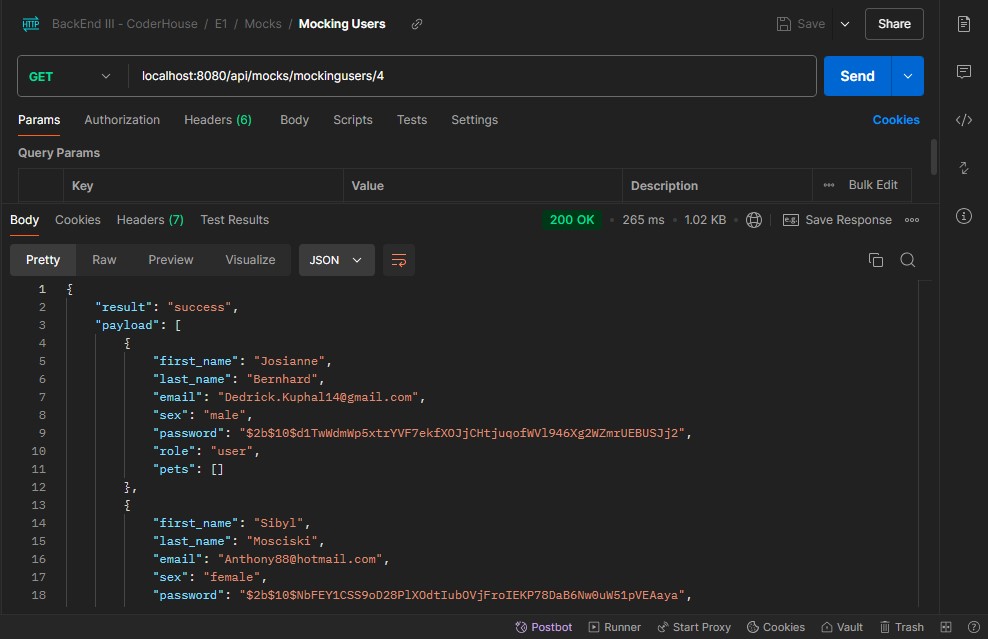 HTTP BackEnd III - CoderHouse / E1 / Mocks / Mocking Users Save Share
GET localhost:8080/api/mocks/mockingusers/4 Send
Params Authorization Headers (6) Body Scripts Tests Settings Cookies
Query Params
Key Value Description Bulk Edit
Body Cookies Headers (7) Test Results 200 OK 265 ms 1.02 KB e.g. Save Response
Pretty Raw Preview Visualize JSON
1 {
2 "result": "success",
3 "payload": [
4 {
5 "first_name": "Josianne",
6 "last_name": "Bernhard",
7 "email": "Dedrick.Kuphal14@gmail.com",
8 "sex": "male",
9 "password": "$2b$10$d1TwWdmWp5xtrYVF7ekfXOJjCHtjuqofWVl946Xg2WZmrUEBUSJj2",
10 "role": "user",
11 "pets": []
12 },
13 {
14 "first_name": "Sibyl",
15 "last_name": "Mosciski",
16 "email": "Anthony88@hotmail.com",
17 "sex": "female",
18 "password": "$2b$10$NbFEY1CSS9oD28PlXOdtIubOVjFroIEKP78DaB6Nw0uW51pVEAaya",
Postbot Runner Start Proxy Cookies Vault Trash